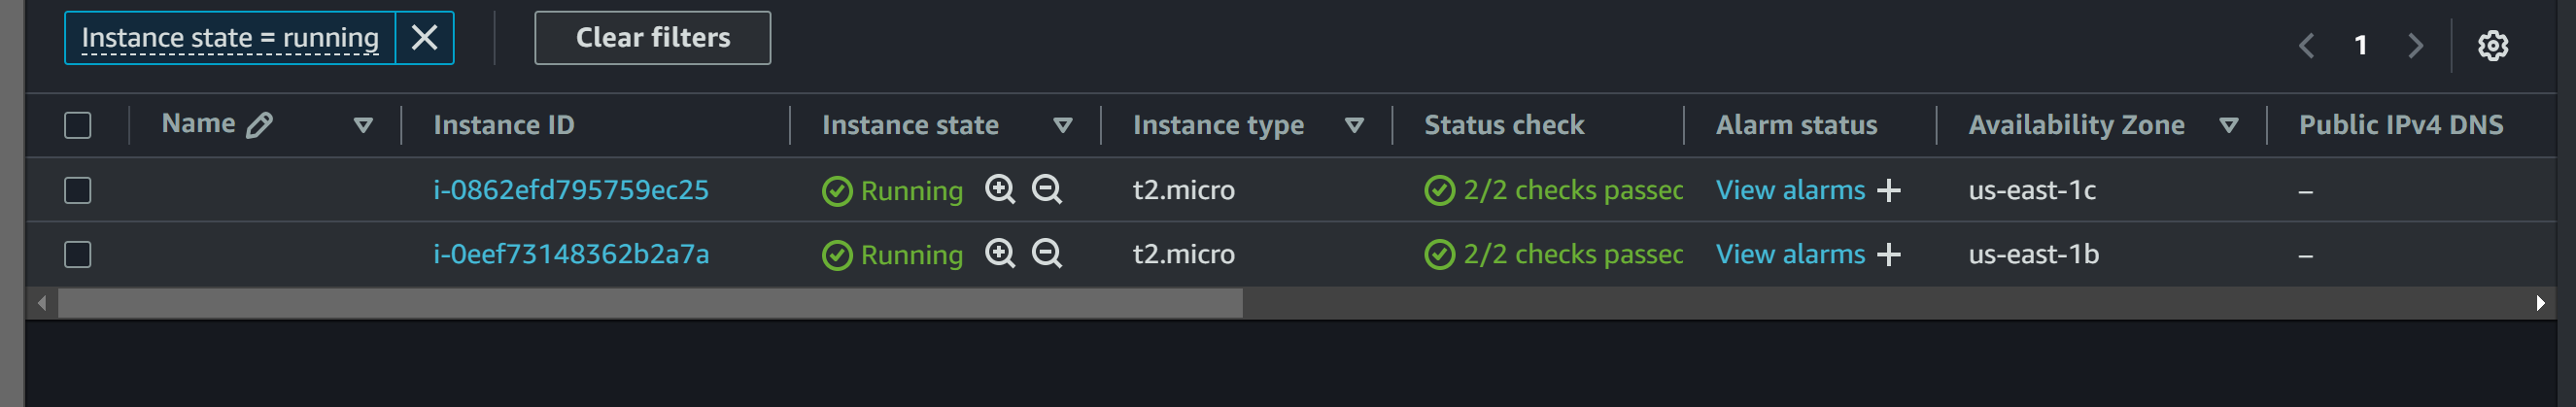 Instance state = running Clear filters 1
Name Instance ID Instance state Instance type Status check Alarm status Availability Zone Public IPv4 DNS
i-0862efd795759ec25 Running t2.micro 2/2 checks passec View alarms + us-east-1c –
i-0eef73148362b2a7a Running t2.micro 2/2 checks passec View alarms + us-east-1b –